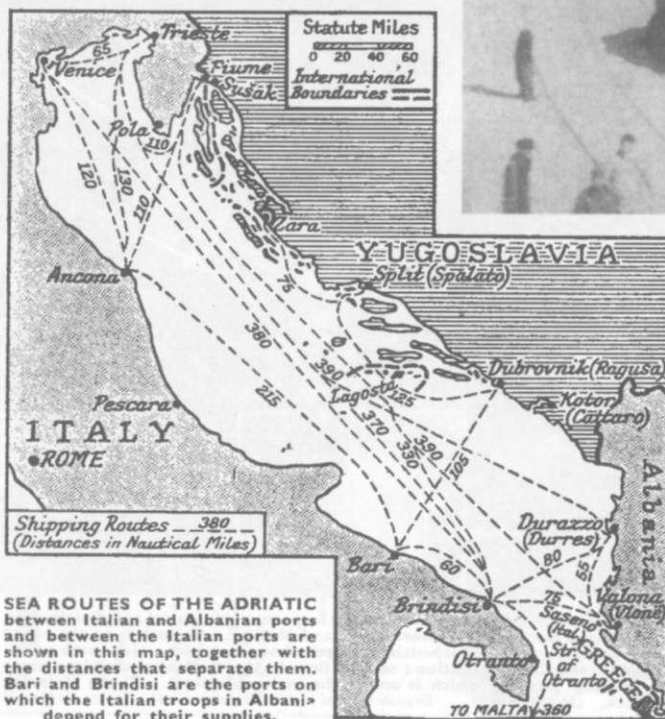 Statute Miles
0 20 40 60
International
Boundaries
Trieste
65
Venice
Fiume
Sušak
Pola
110
120
130
110
Zara
YUGOSLAVIA
Split (Spalato)
Ancona
75
380
390
Lagosta
125
Dubrovnik (Ragusa)
Kotor
(Cattaro)
215
370
330
390
105
Pescara
ITALY
ROME
Albania
Shipping Routes 380
(Distances in Nautical Miles)
Durazzo
(Durres)
80
55
Bari
60
Brindisi
75
Valona
(Vlone)
Saseno
(Ital.)
Str.
of
Otranto
Otranto
GREECE
TO MALTA 360
SEA ROUTES OF THE ADRIATIC
between Italian and Albanian ports
and between the Italian ports are
shown in this map, together with
the distances that separate them.
Bari and Brindisi are the ports on
which the Italian troops in Albania
depend for their supplies.